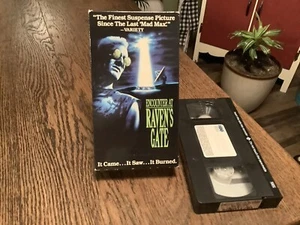 "The Finest Suspense Picture
Since The Last 'Mad Max.'"
—VARIETY
ENCOUNTER AT
RAVEN'S
GATE
It Came...It Saw...It Burned.